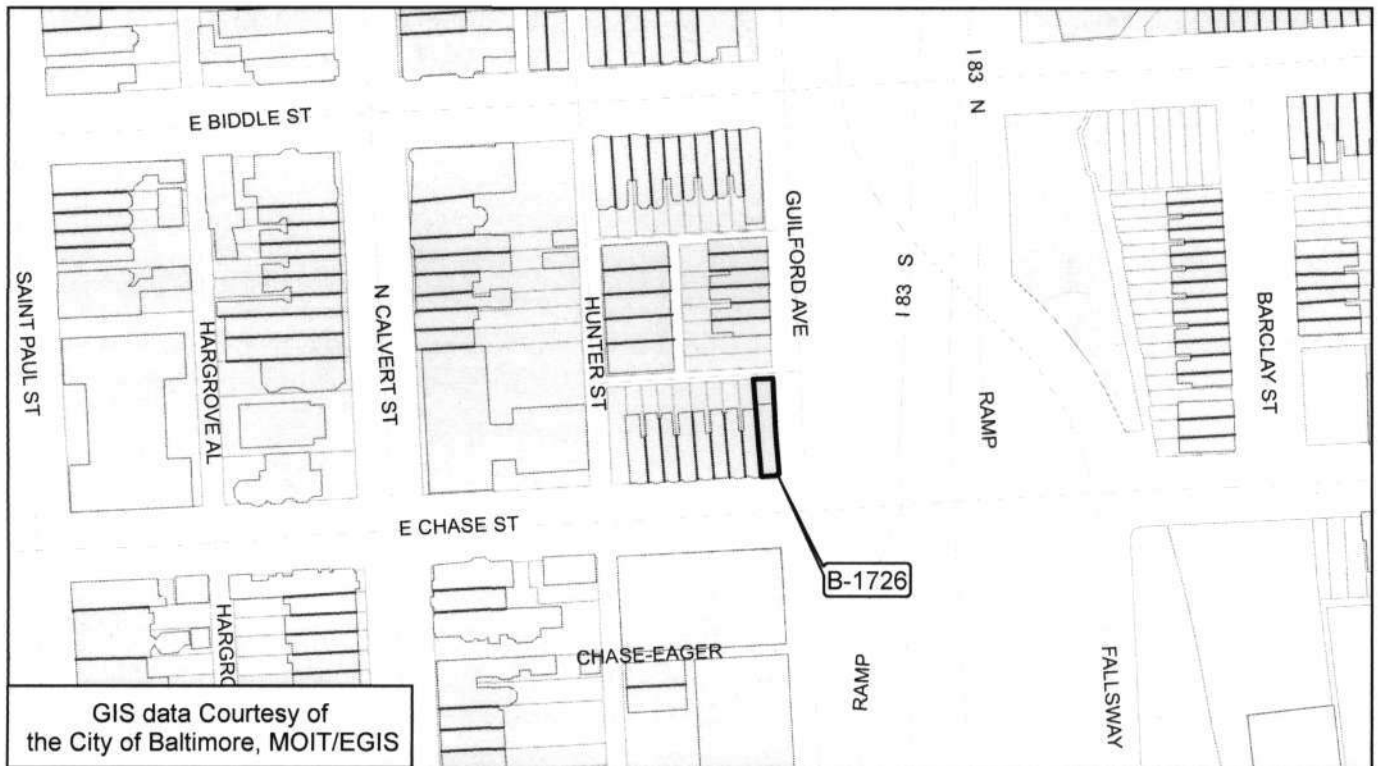 E BIDDLE ST
I 83 N
SAINT PAUL ST
HARGROVE AL
N CALVERT ST
HUNTER ST
GUILFORD AVE
I 83 S
RAMP
BARCLAY ST
E CHASE ST
B-1726
HARGRO
CHASE-EAGER
RAMP
FALLSWAY
GIS data Courtesy of
the City of Baltimore, MOIT/EGIS